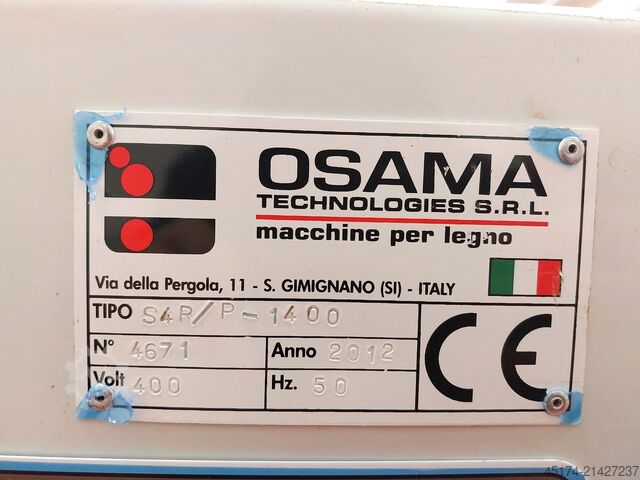 OSAMA
TECHNOLOGIES S.R.L.
macchine per legno
Via della Pergola, 11 - S. GIMIGNANO (SI) - ITALY
TIPO S4R/P-1400
N° 4671 Anno 2012
Volt 400 Hz. 50
CE
45174-21427237